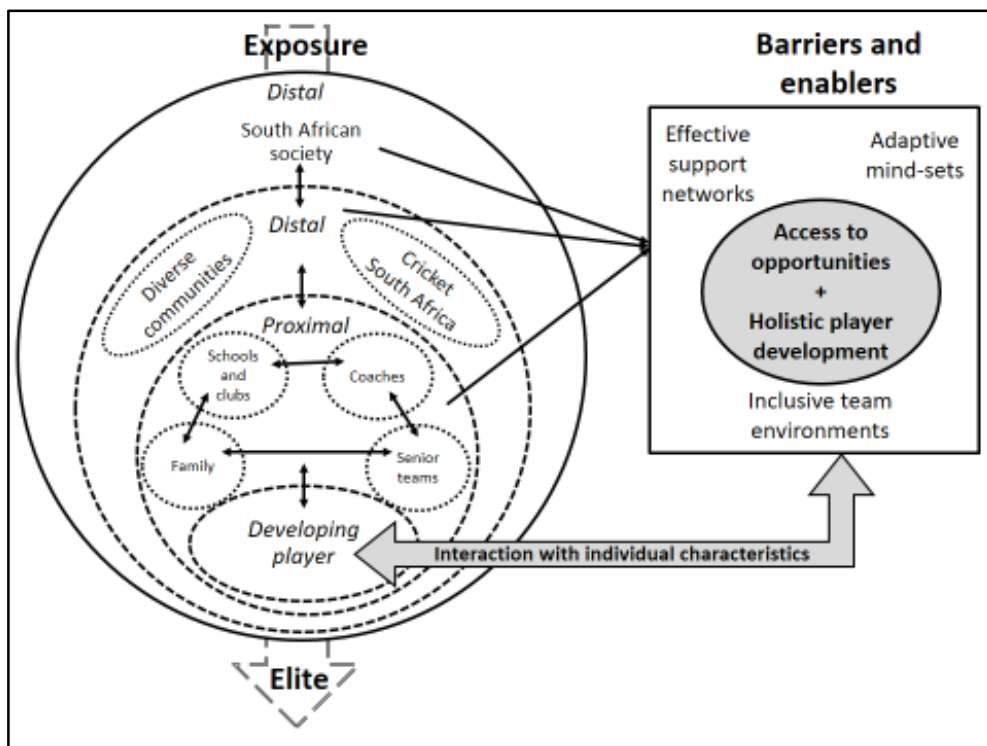 Exposure
Distal
South African
society
Distal
Diverse
communities
Cricket
South Africa
Proximal
Schools
and
clubs
Coaches
Family
Senior
teams
Developing
player
Elite
Barriers and
enablers
Effective
support
networks
Adaptive
mind-sets
Access to
opportunities
+
Holistic player
development
Inclusive team
environments
Interaction with individual characteristics